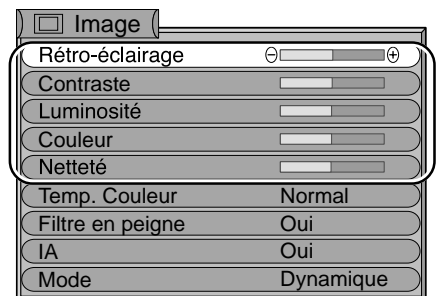 Image
Rétro-éclairage
Contraste
Luminosité
Couleur
Netteté
Temp. Couleur Normal
Filtre en peigne Oui
IA Oui
Mode Dynamique